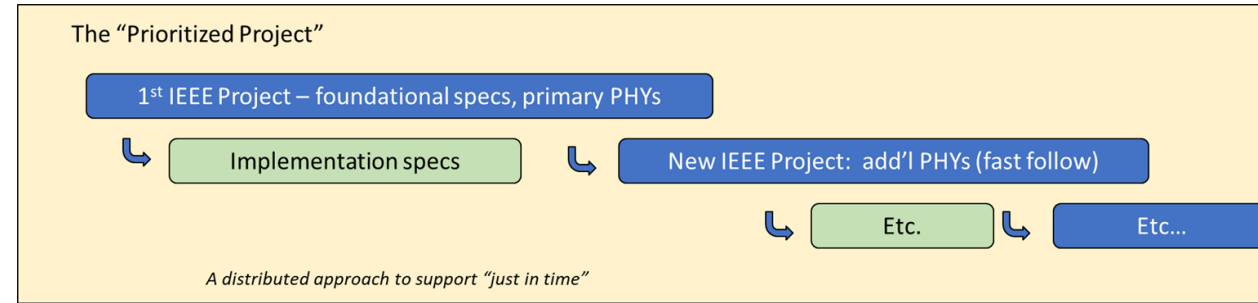 The “Prioritized Project”
1st IEEE Project – foundational specs, primary PHYs
Implementation specs
New IEEE Project:  add’l PHYs (fast follow)
Etc.
Etc...
A distributed approach to support “just in time”